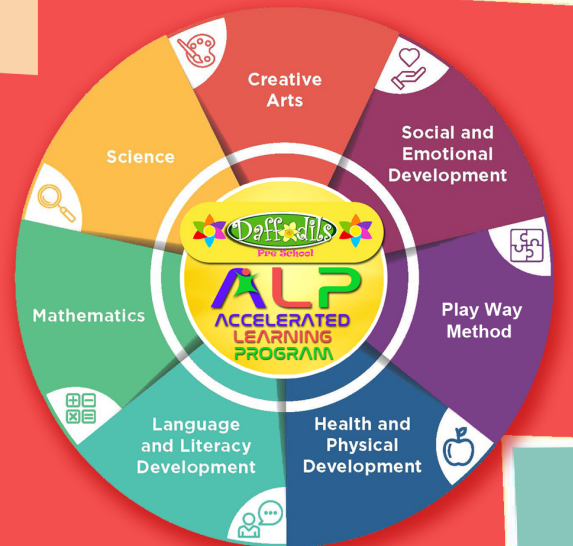 Creative
Arts
Social and
Emotional
Development
Play Way
Method
Health and
Physical
Development
Language
and Literacy
Development
Mathematics
Science
Daffodils
Pre School
ALP
ACCELERATED
LEARNING
PROGRAM